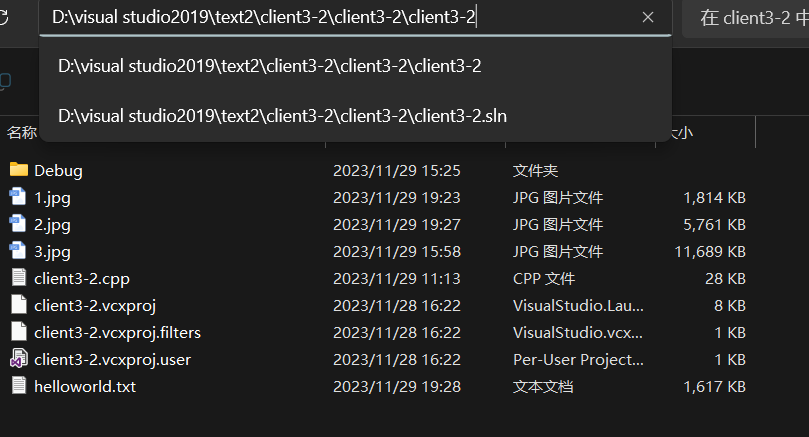 D:\visual studio2019\text2\client3-2\client3-2\client3-2 在 client3-2 中
D:\visual studio2019\text2\client3-2\client3-2\client3-2
D:\visual studio2019\text2\client3-2\client3-2\client3-2.sln
名称 大小
Debug 2023/11/29 15:25 文件夹
1.jpg 2023/11/29 19:23 JPG 图片文件 1,814 KB
2.jpg 2023/11/29 19:27 JPG 图片文件 5,761 KB
3.jpg 2023/11/29 15:58 JPG 图片文件 11,689 KB
client3-2.cpp 2023/11/29 11:13 CPP 文件 28 KB
client3-2.vcxproj 2023/11/28 16:22 VisualStudio.Lau... 8 KB
client3-2.vcxproj.filters 2023/11/28 16:22 VisualStudio.vcx... 1 KB
client3-2.vcxproj.user 2023/11/28 16:22 Per-User Project... 1 KB
helloworld.txt 2023/11/29 19:28 文本文档 1,617 KB